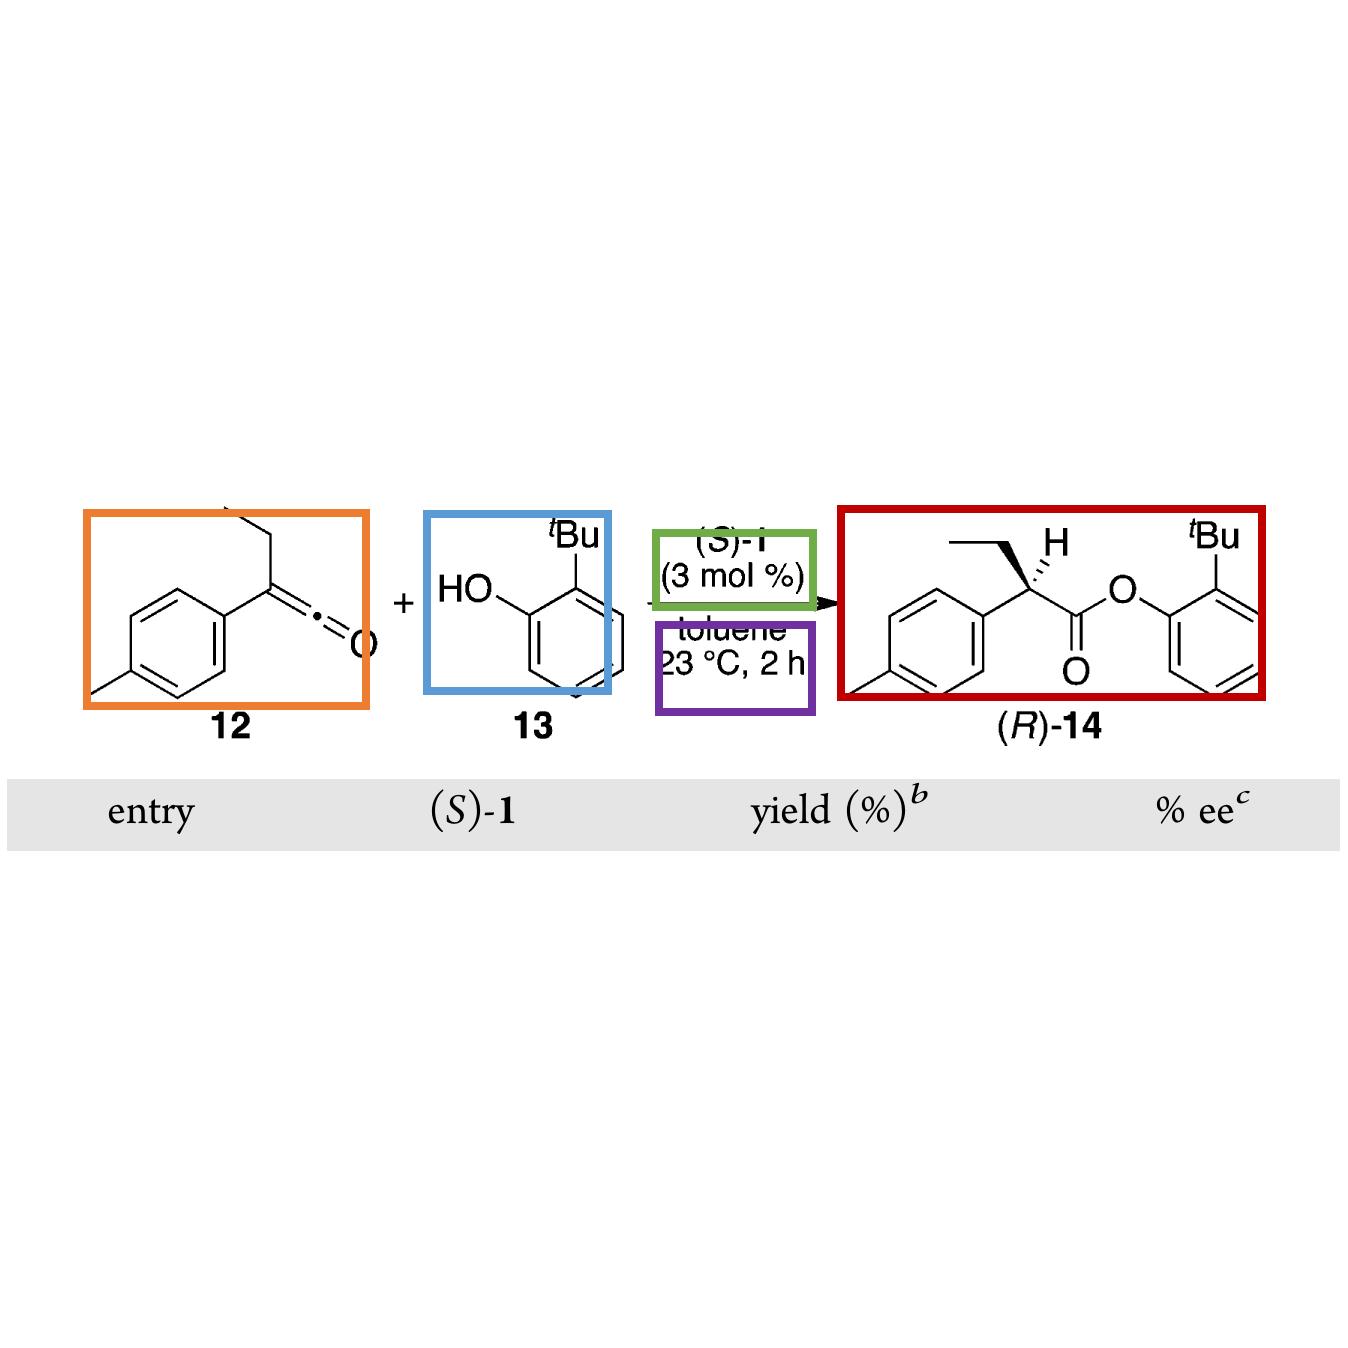 O
+
HO
ᵗBu
(S)-1
(3 mol %)
toluene
23 °C, 2 h
H
O
O
ᵗBu
12
13
(R)-14
entry (S)-1 yield (%)ᵇ % eeᶜ